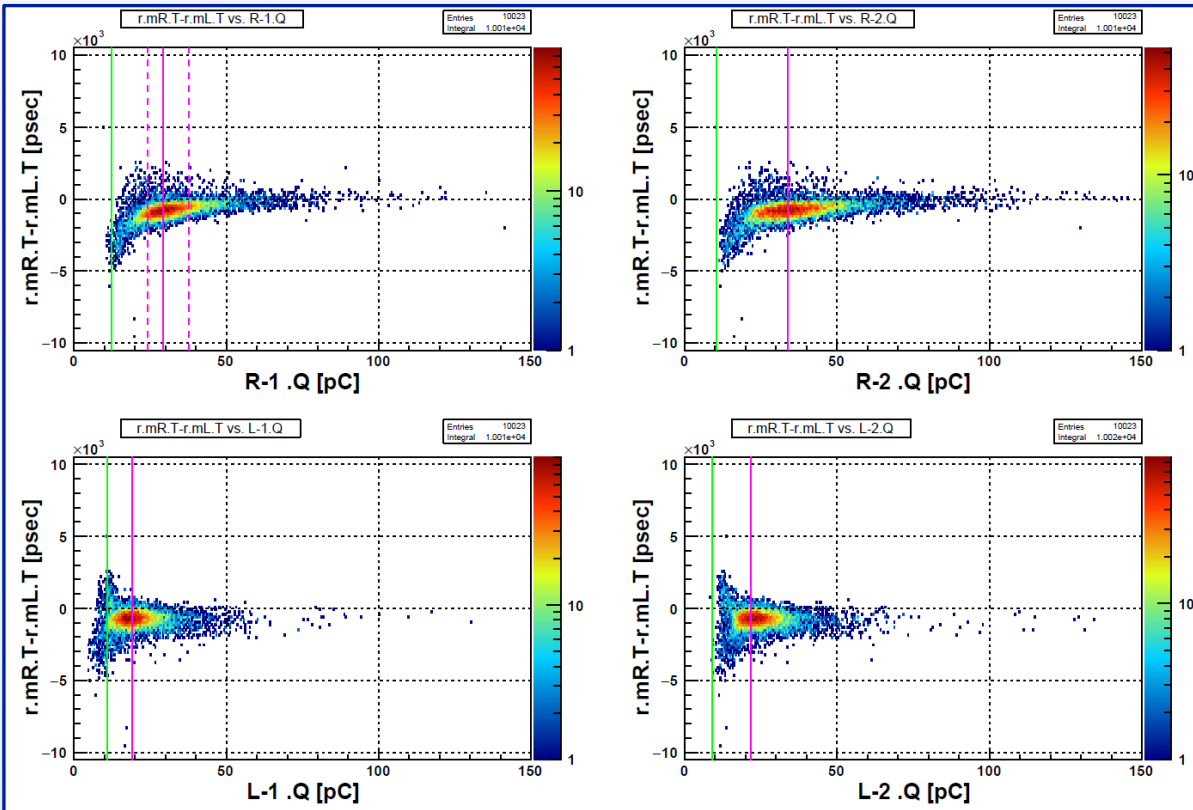 r.mR.T-r.mL.T vs. R-1.Q
Entries 10023
Integral 1.001e+04
×10³
r.mR.T-r.mL.T [psec]
10
5
0
−5
−10
0 50 100 150
R-1 .Q [pC]
10
1
r.mR.T-r.mL.T vs. R-2.Q
Entries 10023
Integral 1.001e+04
×10³
r.mR.T-r.mL.T [psec]
10
5
0
−5
−10
0 50 100 150
R-2 .Q [pC]
10
1
r.mR.T-r.mL.T vs. L-1.Q
Entries 10023
Integral 1.001e+04
×10³
r.mR.T-r.mL.T [psec]
10
5
0
−5
−10
0 50 100 150
L-1 .Q [pC]
10
1
r.mR.T-r.mL.T vs. L-2.Q
Entries 10023
Integral 1.002e+04
×10³
r.mR.T-r.mL.T [psec]
10
5
0
−5
−10
0 50 100 150
L-2 .Q [pC]
10
1